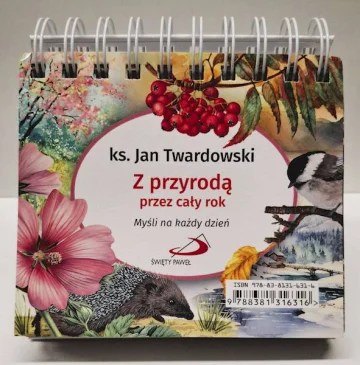 ks. Jan Twardowski
Z przyrodą
przez cały rok
Myśli na każdy dzień
ŚWIĘTY PAWEŁ
ISBN 978-83-8131-631-6
9788381316316